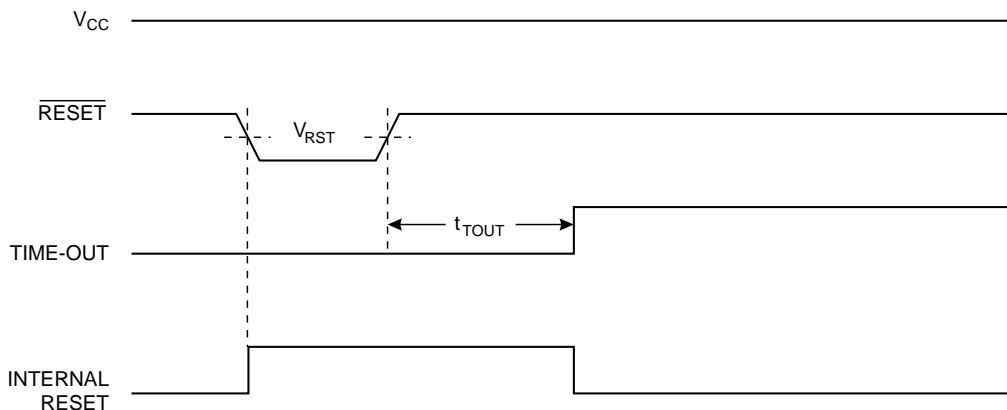 VCC
RESET
VRST
tTOUT
TIME-OUT
INTERNAL
RESET